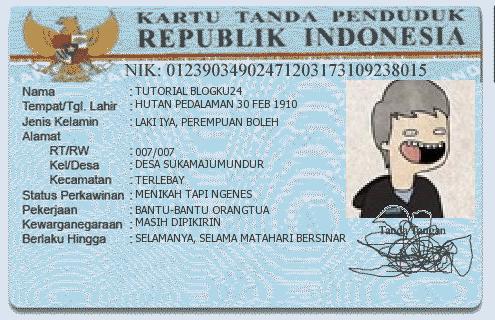 KARTU TANDA PENDUDUK
REPUBLIK INDONESIA
NIK: 012390349024712031731092380​15
Nama : TUTORIAL BLOGKU24
Tempat/Tgl. Lahir : HUTAN PEDALAMAN 30 FEB 1910
Jenis Kelamin : LAKI IYA, PEREMPUAN BOLEH
Alamat
RT/RW : 007/007
Kel/Desa : DESA SUKAMAJUMUNDUR
Kecamatan : TERLEBAY
Status Perkawinan : MENIKAH TAPI NGENES
Pekerjaan : BANTU-BANTU ORANGTUA
Kewarganegaraan : MASIH DIPIKIRIN
Berlaku Hingga : SELAMANYA, SELAMA MATAHARI BERSINAR
Tanda Tangan